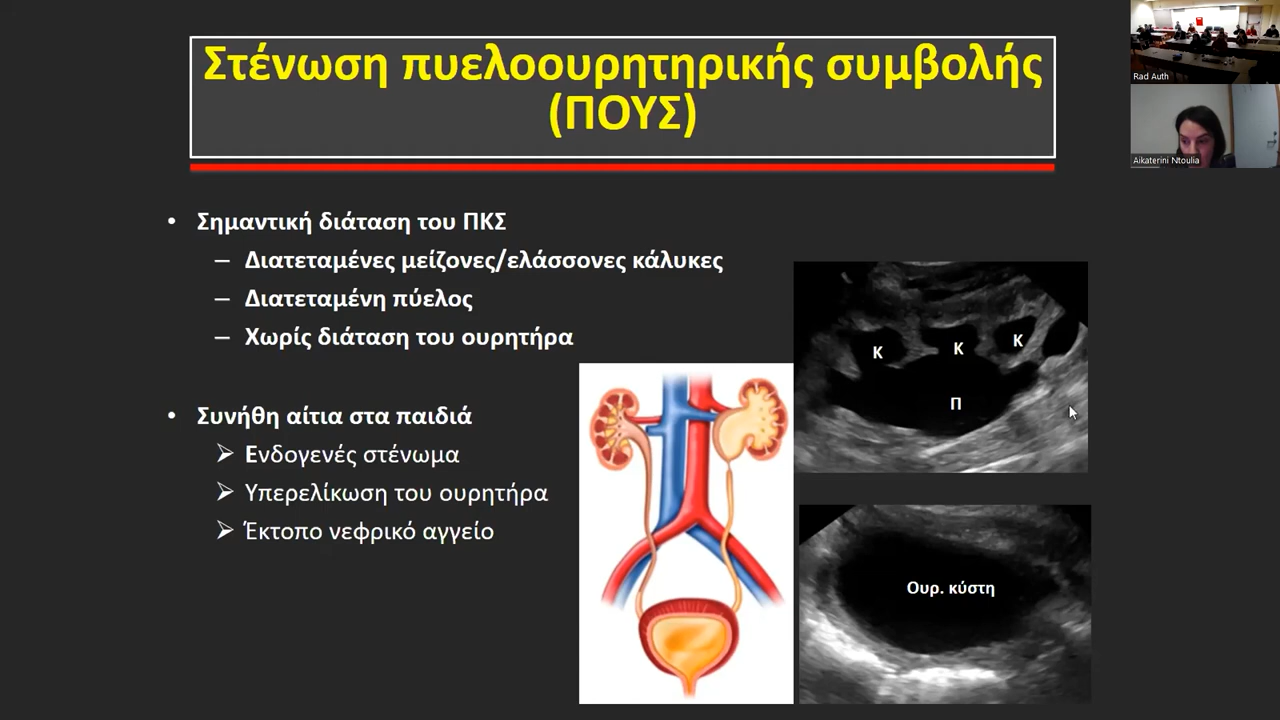 Στένωση πυελοουρητηρικής συμβολής
(ΠΟΥΣ)
• Σημαντική διάταση του ΠΚΣ
– Διατεταμένες μείζονες/ελάσσονες κάλυκες
– Διατεταμένη πύελος
– Χωρίς διάταση του ουρητήρα
• Συνήθη αίτια στα παιδιά
➢ Ενδογενές στένωμα
➢ Υπερελίκωση του ουρητήρα
➢ Έκτοπο νεφρικό αγγείο
Κ Κ Κ
Π
Ουρ. κύστη
Rad Auth
Aikaterini Ntoulia